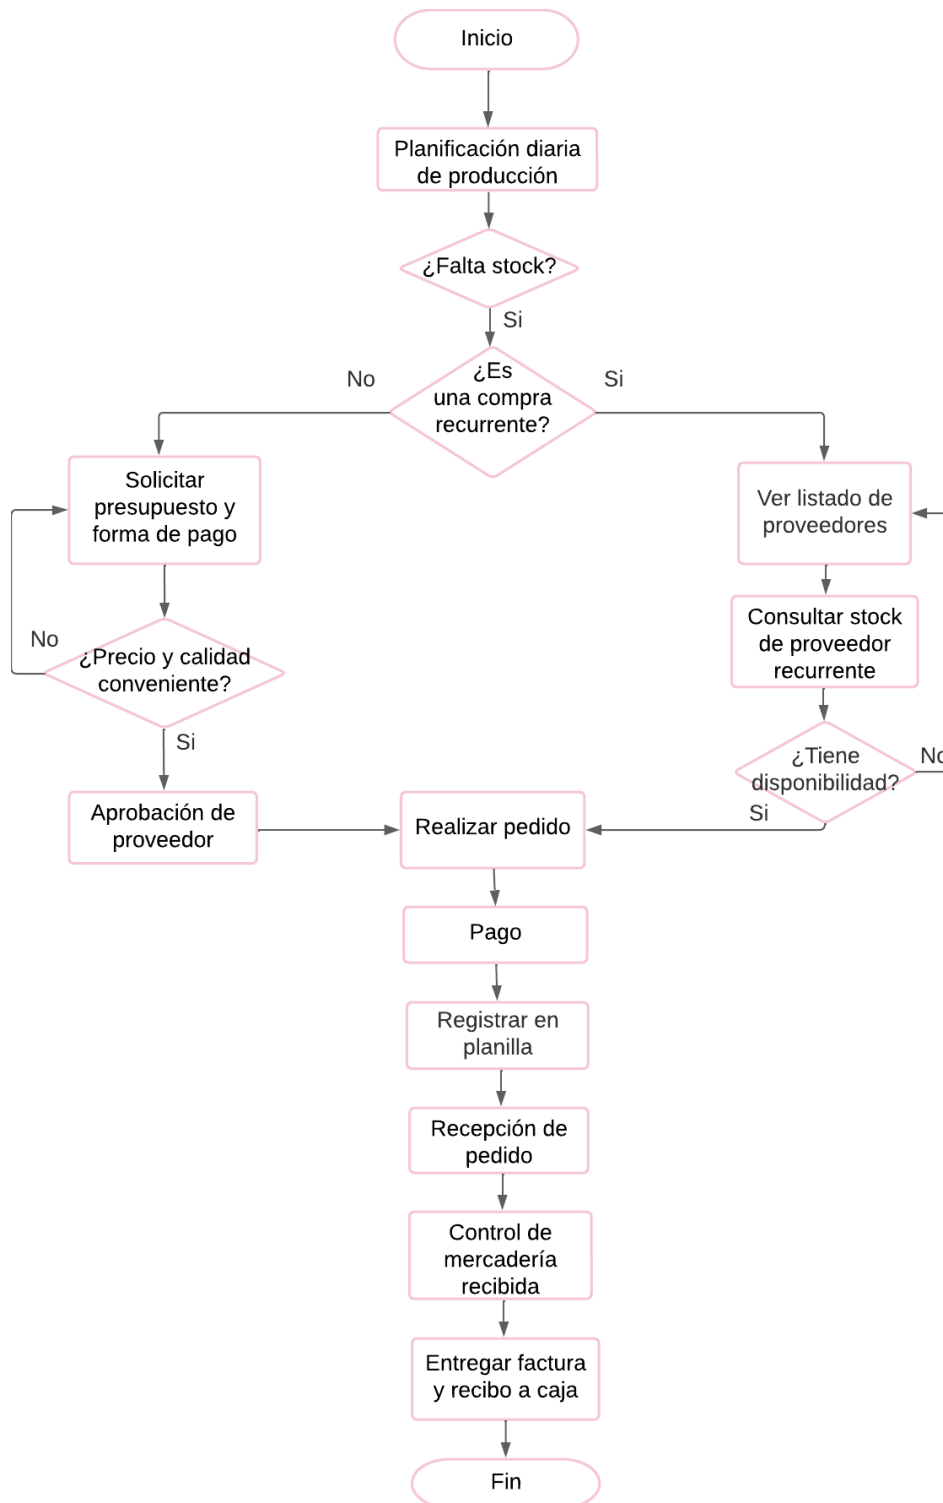 Inicio
Planificación diaria
de producción
¿Falta stock?
Si
¿Es
una compra
recurrente?
No
Si
Solicitar
presupuesto y
forma de pago
Ver listado de
proveedores
No
¿Precio y calidad
conveniente?
Consultar stock
de proveedor
recurrente
Si
¿Tiene
disponibilidad?
No
Si
Aprobación de
proveedor
Realizar pedido
Pago
Registrar en
planilla
Recepción de
pedido
Control de
mercadería
recibida
Entregar factura
y recibo a caja
Fin